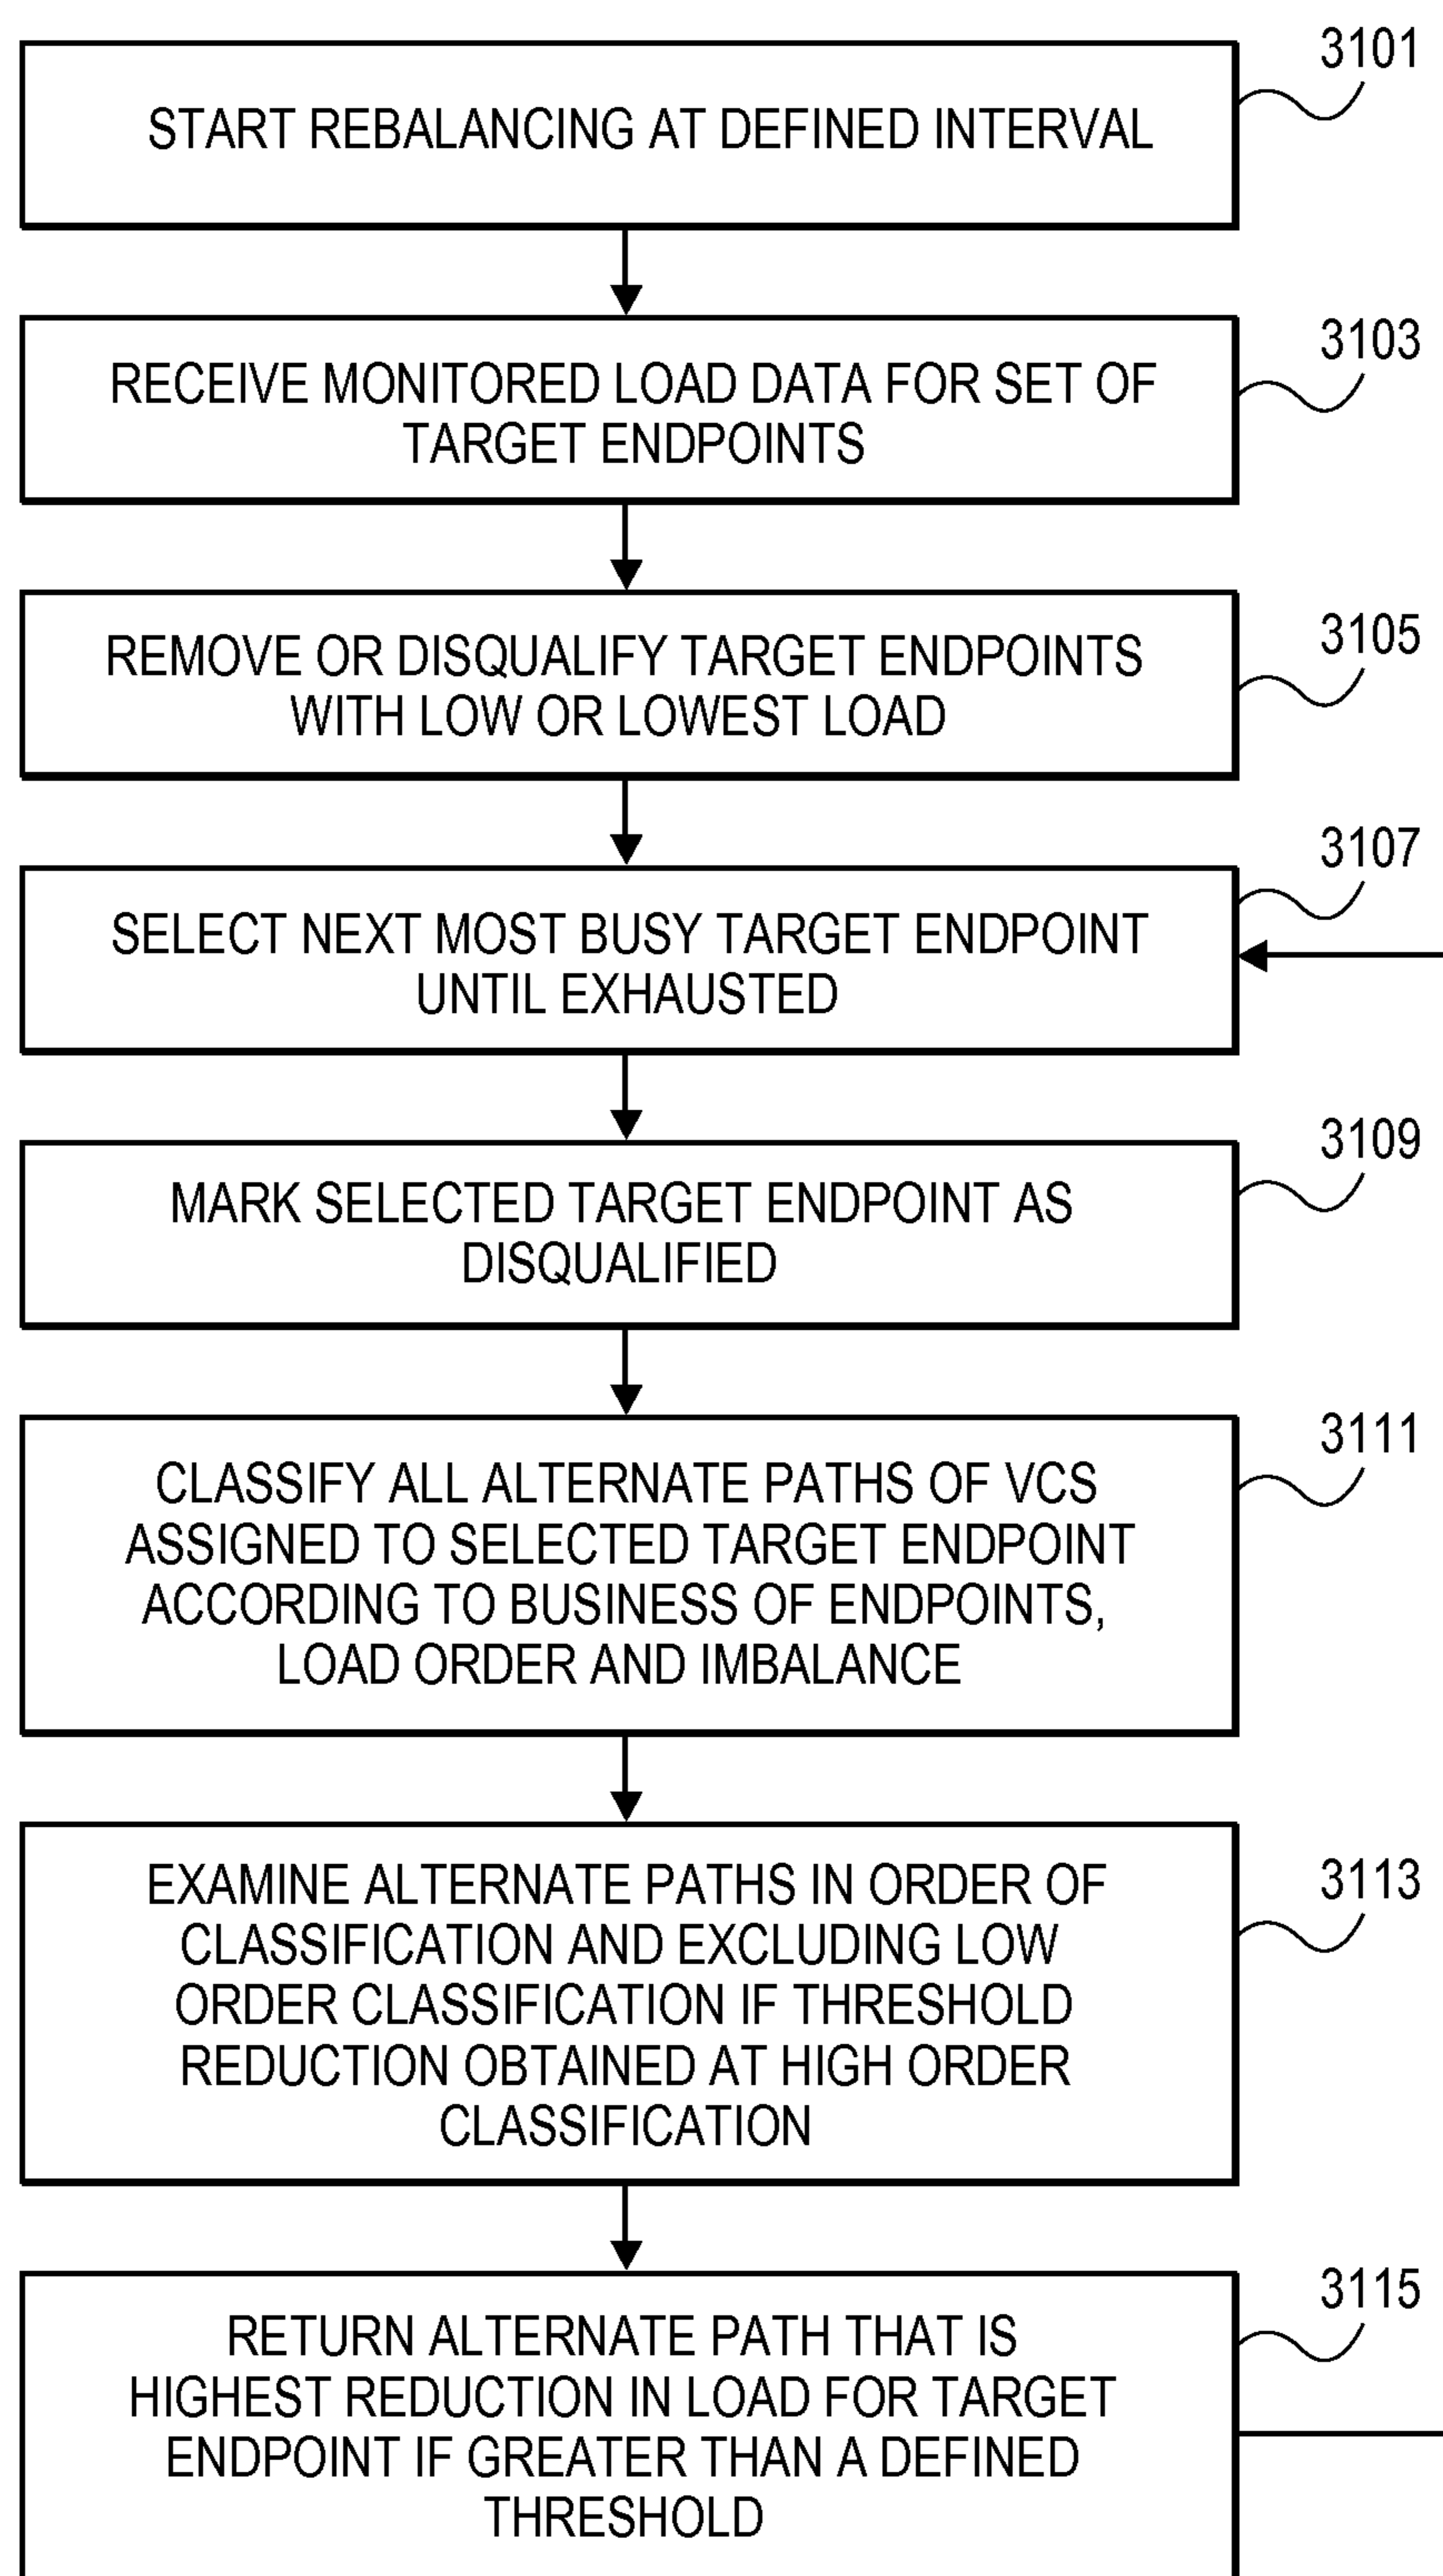 3101
START REBALANCING AT DEFINED INTERVAL
3103
RECEIVE MONITORED LOAD DATA FOR SET OF
TARGET ENDPOINTS
3105
REMOVE OR DISQUALIFY TARGET ENDPOINTS
WITH LOW OR LOWEST LOAD
3107
SELECT NEXT MOST BUSY TARGET ENDPOINT
UNTIL EXHAUSTED
3109
MARK SELECTED TARGET ENDPOINT AS
DISQUALIFIED
3111
CLASSIFY ALL ALTERNATE PATHS OF VCS
ASSIGNED TO SELECTED TARGET ENDPOINT
ACCORDING TO BUSINESS OF ENDPOINTS,
LOAD ORDER AND IMBALANCE
3113
EXAMINE ALTERNATE PATHS IN ORDER OF
CLASSIFICATION AND EXCLUDING LOW
ORDER CLASSIFICATION IF THRESHOLD
REDUCTION OBTAINED AT HIGH ORDER
CLASSIFICATION
3115
RETURN ALTERNATE PATH THAT IS
HIGHEST REDUCTION IN LOAD FOR TARGET
ENDPOINT IF GREATER THAN A DEFINED
THRESHOLD